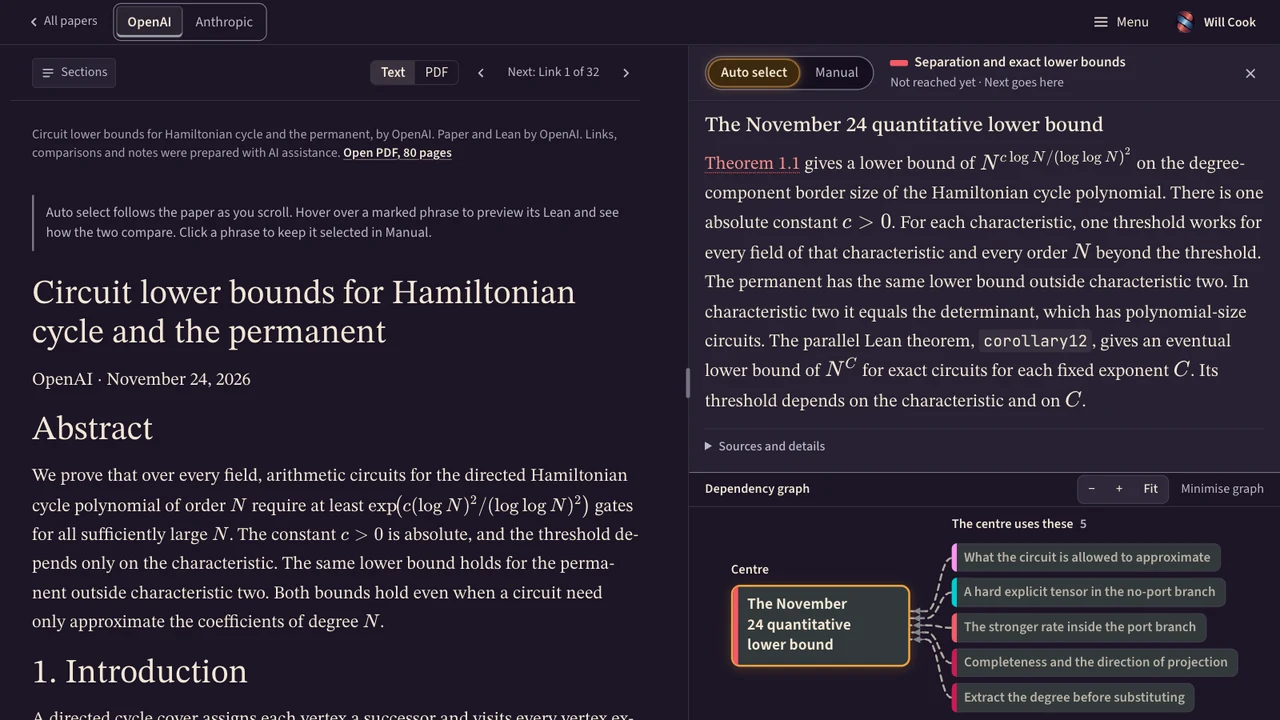 All papers
OpenAI
Anthropic
Menu
Will Cook
Sections
Text
PDF
Next: Link 1 of 32
Circuit lower bounds for Hamiltonian cycle and the permanent, by OpenAI. Paper and Lean by OpenAI. Links,
comparisons and notes were prepared with AI assistance. Open PDF, 80 pages
Auto select follows the paper as you scroll. Hover over a marked phrase to preview its Lean and see
how the two compare. Click a phrase to keep it selected in Manual.
Circuit lower bounds for Hamiltonian
cycle and the permanent
OpenAI · November 24, 2026
Abstract
We prove that over every field, arithmetic circuits for the directed Hamiltonian
cycle polynomial of order N require at least exp(c(log N)²/(log log N)²) gates
for all sufficiently large N. The constant c > 0 is absolute, and the threshold de-
pends only on the characteristic. The same lower bound holds for the perma-
nent outside characteristic two. Both bounds hold even when a circuit need
only approximate the coefficients of degree N.
1. Introduction
A directed cycle cover assigns each vertex a successor and visits every vertex ex-
Auto select
Manual
Separation and exact lower bounds
Not reached yet · Next goes here
The November 24 quantitative lower bound
Theorem 1.1 gives a lower bound of N^{c log N/(log log N)^2} on the degree-
component border size of the Hamiltonian cycle polynomial. There is one
absolute constant c > 0. For each characteristic, one threshold works for
every field of that characteristic and every order N beyond the threshold.
The permanent has the same lower bound outside characteristic two. In
characteristic two it equals the determinant, which has polynomial-size
circuits. The parallel Lean theorem, corollary12, gives an eventual
lower bound of N^C for exact circuits for each fixed exponent C. Its
threshold depends on the characteristic and on C.
Sources and details
Dependency graph
−
+
Fit
Minimise graph
The centre uses these 5
Centre
The November
24 quantitative
lower bound
What the circuit is allowed to approximate
A hard explicit tensor in the no-port branch
The stronger rate inside the port branch
Completeness and the direction of projection
Extract the degree before substituting